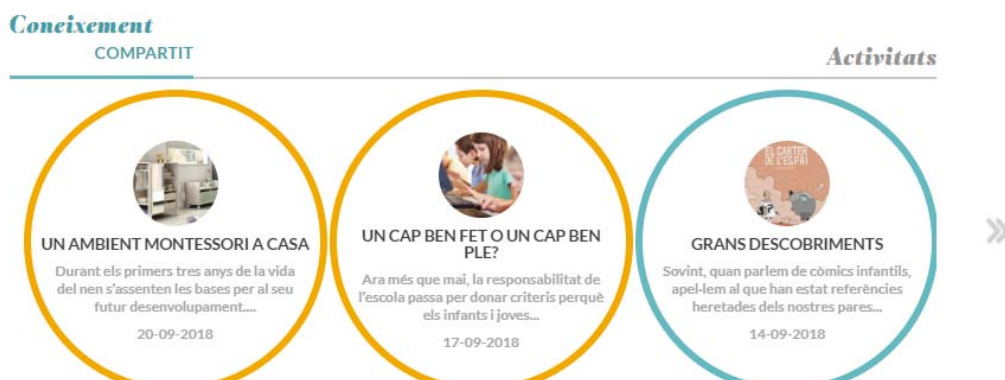 Coneixement
COMPARTIT
Activitats
EL CARTER
DE L'ESPAI
UN AMBIENT MONTESSORI A CASA
Durant els primers tres anys de la vida
del nen s'assenten les bases per al seu
futur desenvolupament....
20-09-2018
UN CAP BEN FET O UN CAP BEN
PLE?
Ara més que mai, la responsabilitat de
l'escola passa per donar criteris perquè
els infants i joves...
17-09-2018
GRANS DESCOBRIMENTS
Sovint, quan parlem de còmics infantils,
apel·lem al que han estat referències
heretades dels nostres pares...
14-09-2018